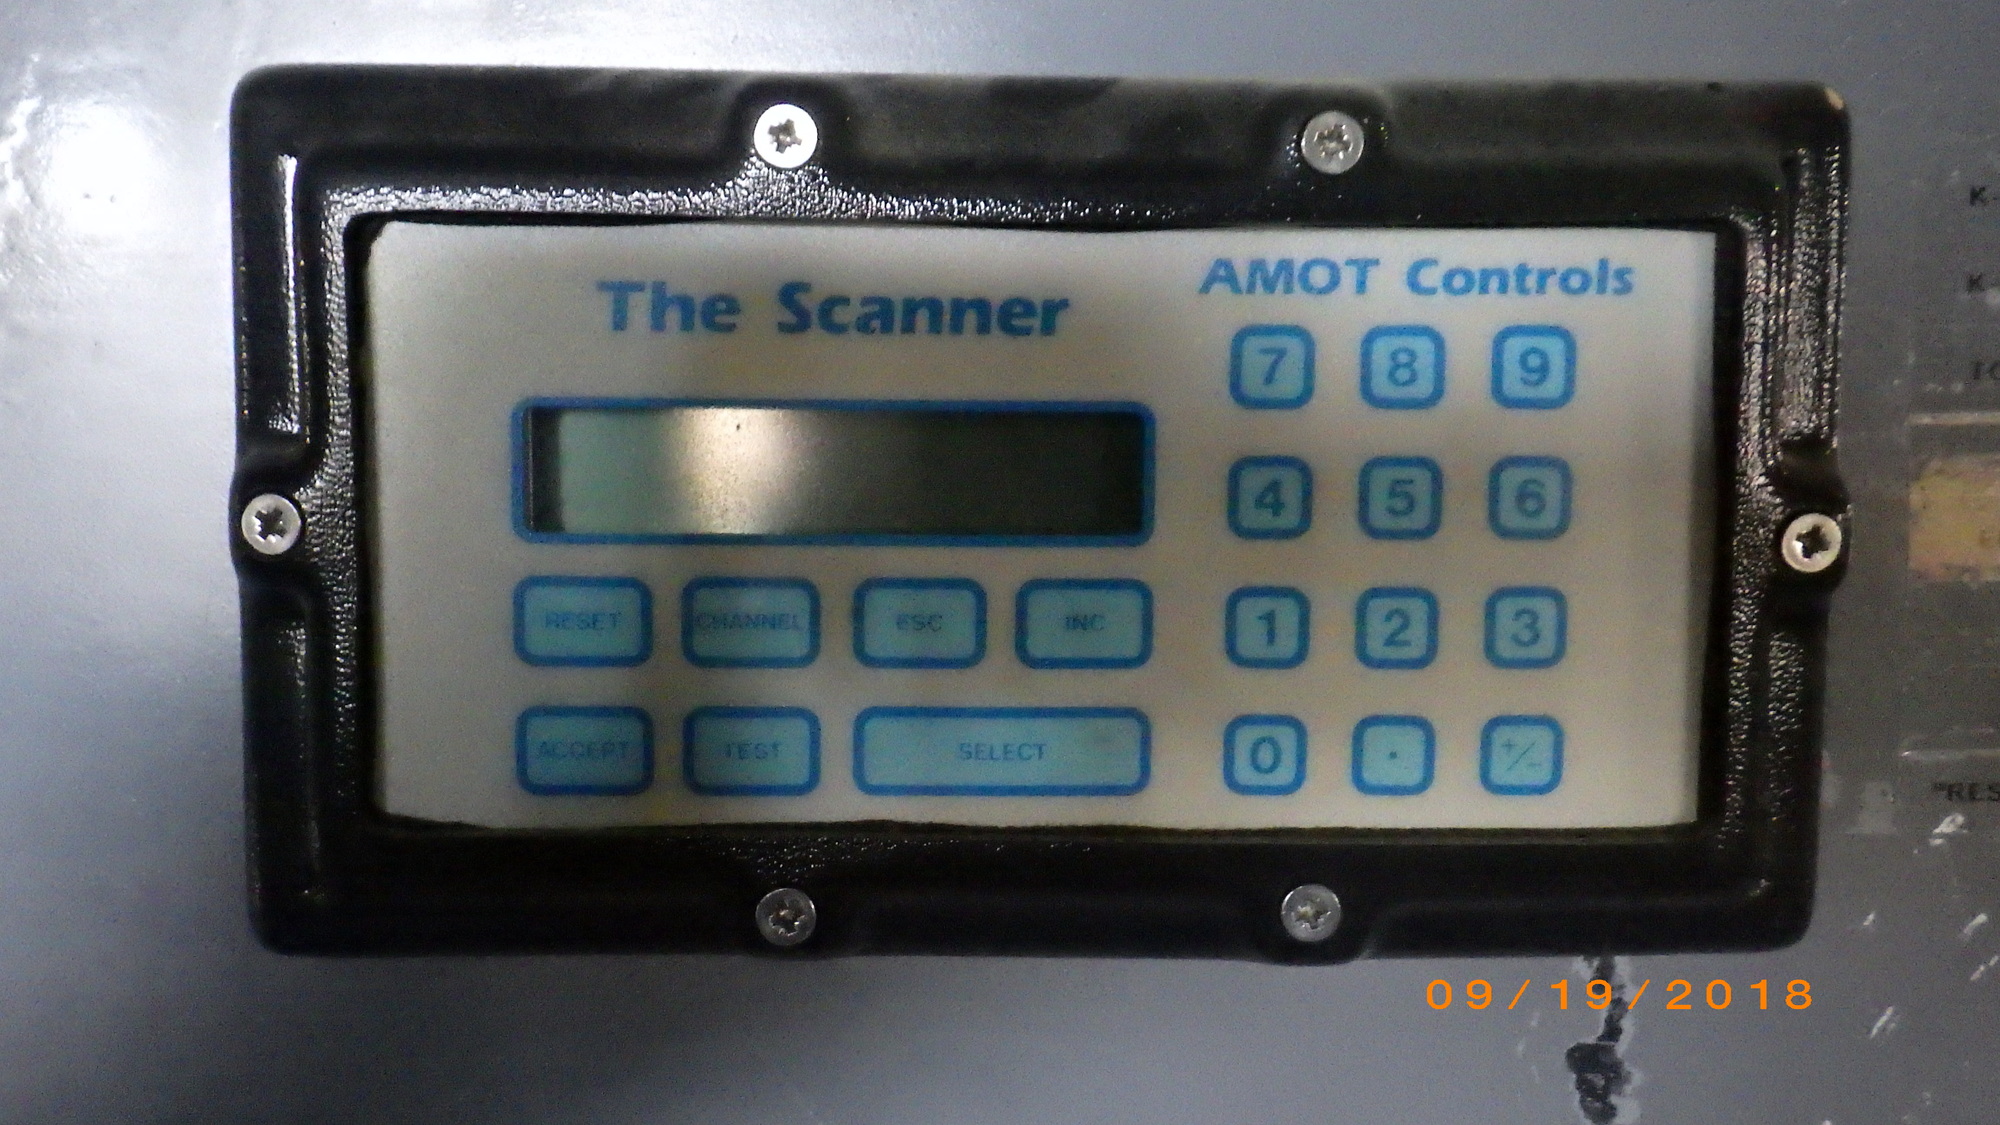 AMOT Controls
The Scanner
7 8 9
4 5 6
RESET CHANNEL ESC INC
1 2 3
ACCEPT TEST SELECT
0 . +/-
"RES
09/19/2018